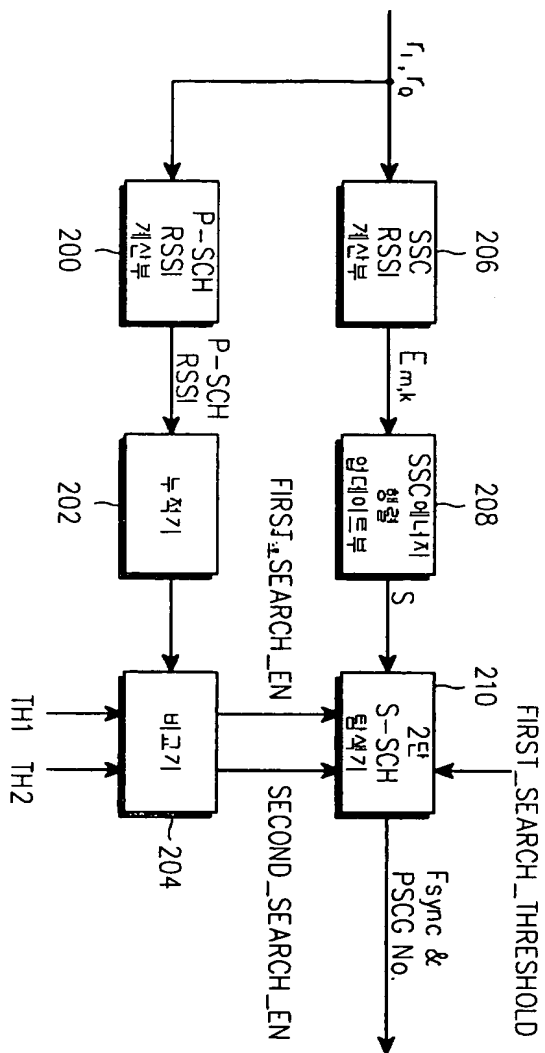 r_I, r_Q
206
SSC
RSSI
계산부
E_m,k
208
SSC에너지
행렬
업데이트부
S
210
2단
S-SCH
탐색기
FIRST_SEARCH_THRESHOLD
Fsync &
PSCG No.
200
P-SCH
RSSI
계산부
P-SCH
RSSI
202
누적기
FIRST_SEARCH_EN
SECOND_SEARCH_EN
비교기
204
TH1
TH2